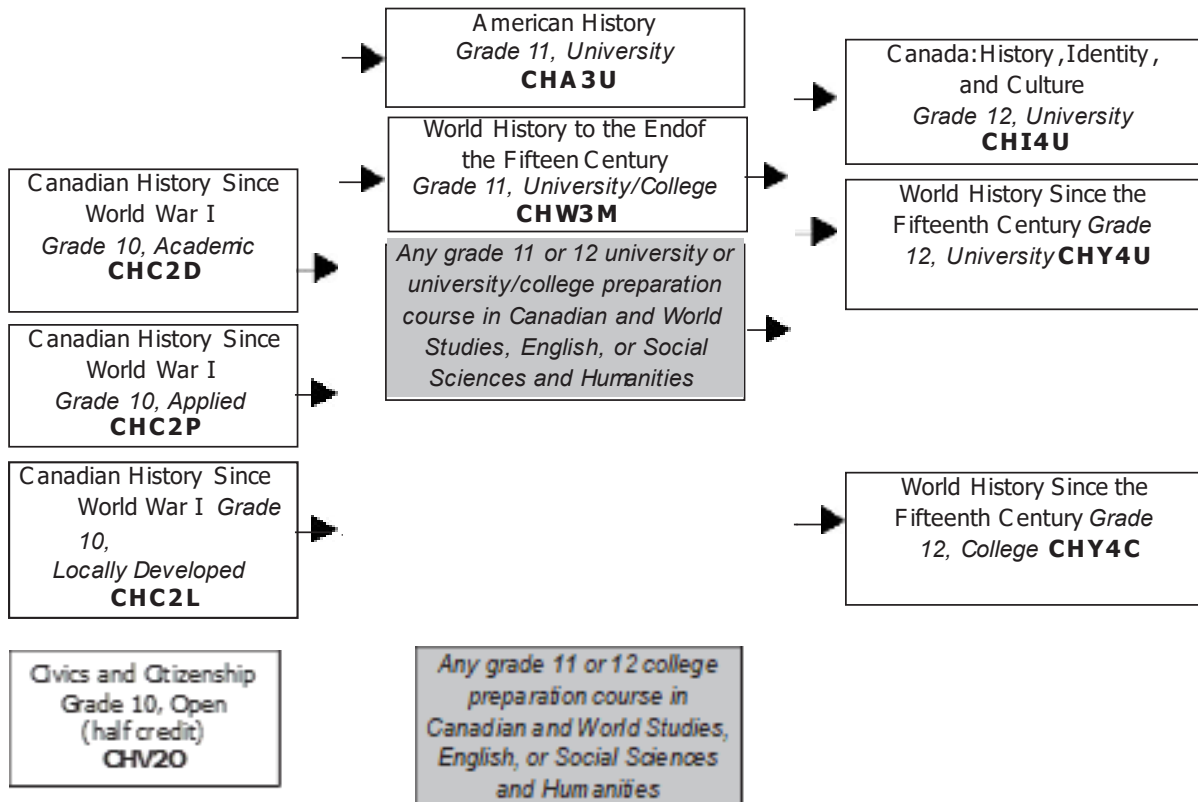 American History
Grade 11, University
CHA3U
World History to the Endof
the Fifteen Century
Grade 11, University/College
CHW3M
Any grade 11 or 12 university or
university/college preparation
course in Canadian and World
Studies, English, or Social
Sciences and Humanities
Canada: History, Identity,
and Culture
Grade 12, University
CHI4U
World History Since the
Fifteenth Century Grade
12, University CHY4U
Canadian History Since
World War I
Grade 10, Academic
CHC2D
Canadian History Since
World War I
Grade 10, Applied
CHC2P
Canadian History Since
World War I Grade
10,
Locally Developed
CHC2L
World History Since the
Fifteenth Century Grade
12, College CHY4C
Civics and Citizenship
Grade 10, Open
(half credit)
CHV2O
Any grade 11 or 12 college
preparation course in
Canadian and World Studies,
English, or Social Sciences
and Humanities